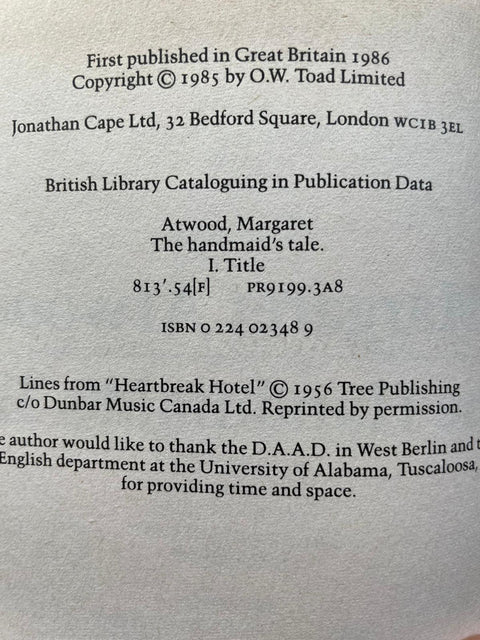 First published in Great Britain 1986
Copyright © 1985 by O.W. Toad Limited
Jonathan Cape Ltd, 32 Bedford Square, London WC1B 3EL
British Library Cataloguing in Publication Data
Atwood, Margaret
The handmaid's tale.
I. Title
813'.54[F] PR9199.3A8
ISBN 0 224 02348 9
Lines from "Heartbreak Hotel" © 1956 Tree Publishing
c/o Dunbar Music Canada Ltd. Reprinted by permission.
author would like to thank the D.A.A.D. in West Berlin and
English department at the University of Alabama, Tuscaloosa,
for providing time and space.